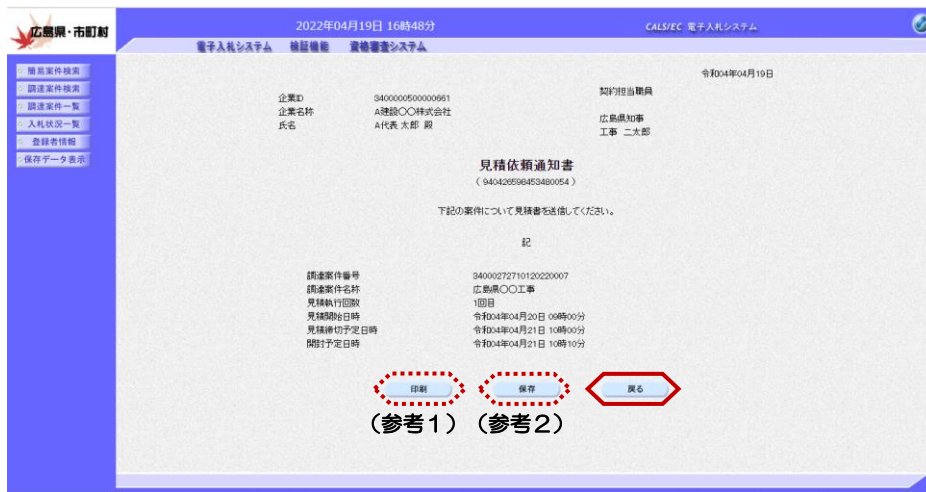 広島県・市町村
2022年04月19日 16時48分
CALS/EC 電子入札システム
電子入札システム 検証機能 資格審査システム
簡易案件検索
調達案件検索
調達案件一覧
入札状況一覧
登録者情報
保存データ表示
令和04年04月19日
企業ID 3400000500000661
企業名称 A建設〇〇株式会社
氏名 A代表 太郎 殿
契約担当職員
広島県知事
工事 二太郎
見積依頼通知書
( 940426598453480054 )
下記の案件について見積書を送信してください。
記
調達案件番号 34000272710120220007
調達案件名称 広島県〇〇工事
見積執行回数 1回目
見積開始日時 令和04年04月20日 09時00分
見積締切予定日時 令和04年04月21日 10時00分
開封予定日時 令和04年04月21日 10時10分
印刷 保存 戻る
(参考1) (参考2)